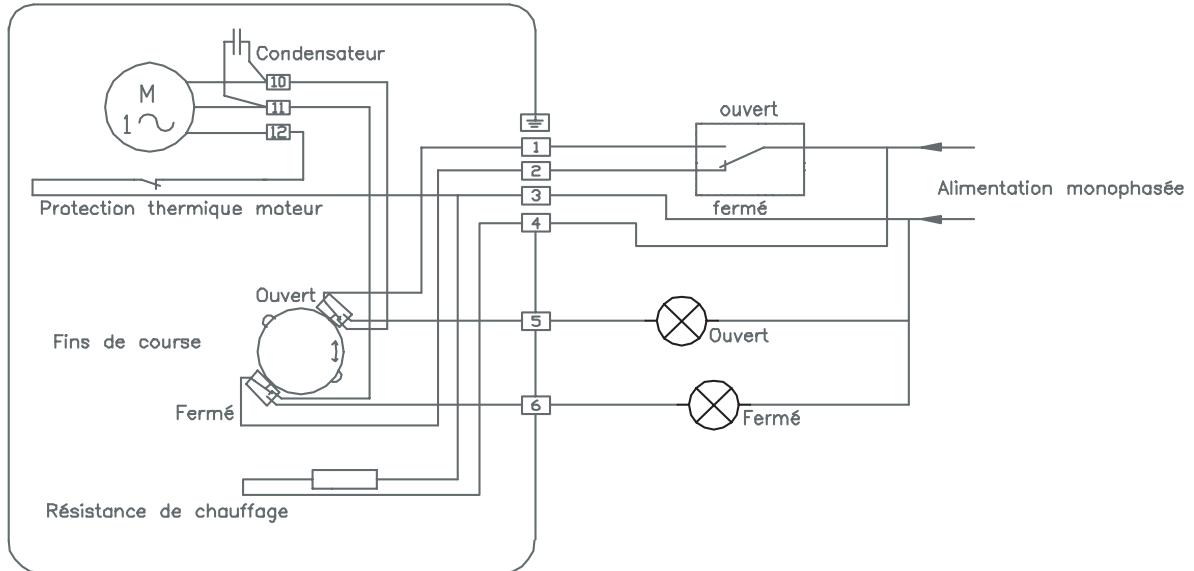 Condensateur
M
1
10
11
12
Protection thermique moteur
1
2
3
4
5
6
ouvert
fermé
Alimentation monophasée
Ouvert
Fins de course
Fermé
Ouvert
Fermé
Résistance de chauffage